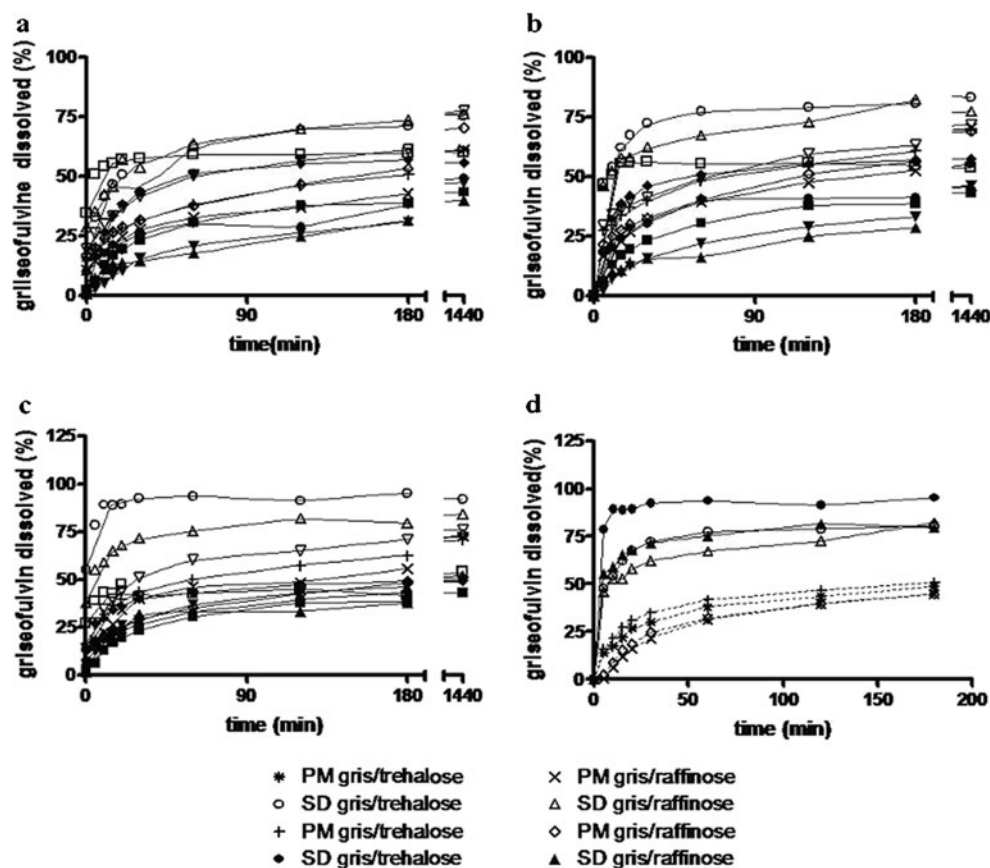 a
griiseofulvine dissolved (%)
100
75
50
25
0
0 90 180 1440
time(min)
b
griseofulvin dissolved (%)
100
75
50
25
0
0 90 180 1440
time (min)
c
griseofulvin dissolved (%)
125
100
75
50
25
0
0 90 180 1440
time (min)
d
griseofulvin dissolved(%)
125
100
75
50
25
0
0 50 100 150 200
time (min)
PM gris/trehalose
SD gris/trehalose
PM gris/trehalose
SD gris/trehalose
PM gris/raffinose
SD gris/raffinose
PM gris/raffinose
SD gris/raffinose